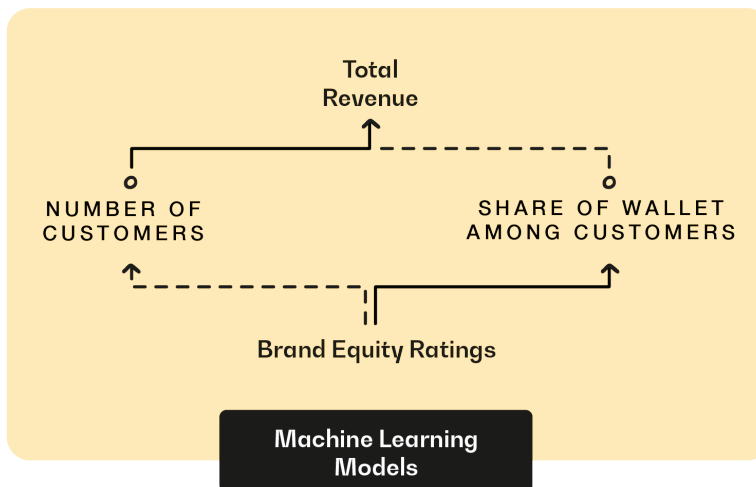 Total
Revenue
NUMBER OF
CUSTOMERS
SHARE OF WALLET
AMONG CUSTOMERS
Brand Equity Ratings
Machine Learning
Models